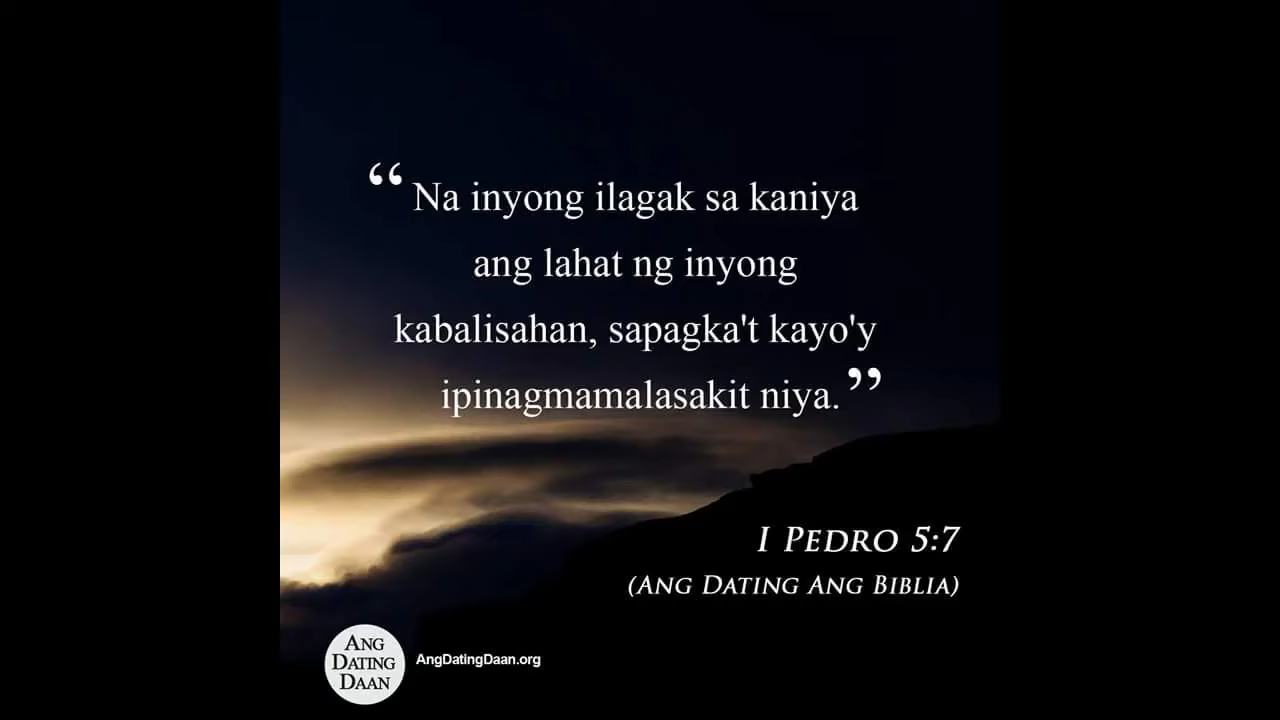 “Na inyong ilagak sa kaniya
ang lahat ng inyong
kabalisahan, sapagka't kayo'y
ipinagmamalasakit niya.”
I PEDRO 5:7
(ANG DATING ANG BIBLIA)
ANG
DATING
DAAN
AngDatingDaan.org